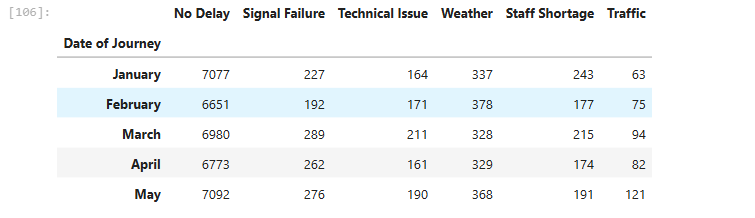 [106]:
No Delay Signal Failure Technical Issue Weather Staff Shortage Traffic
Date of Journey
January 7077 227 164 337 243 63
February 6651 192 171 378 177 75
March 6980 289 211 328 215 94
April 6773 262 161 329 174 82
May 7092 276 190 368 191 121